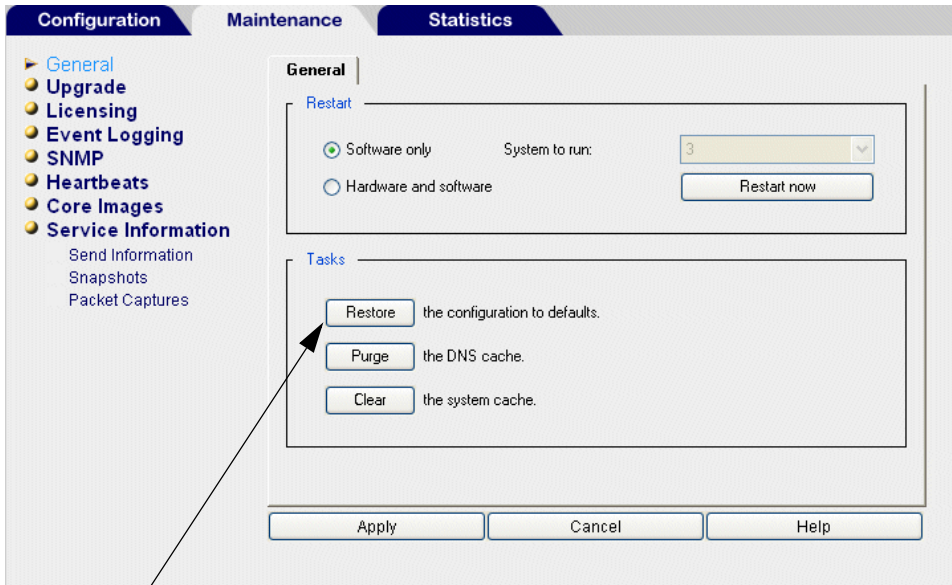 Configuration Maintenance Statistics
General
Upgrade
Licensing
Event Logging
SNMP
Heartbeats
Core Images
Service Information
Send Information
Snapshots
Packet Captures
General
Restart
Software only System to run: 3
Hardware and software Restart now
Tasks
Restore the configuration to defaults.
Purge the DNS cache.
Clear the system cache.
Apply Cancel Help